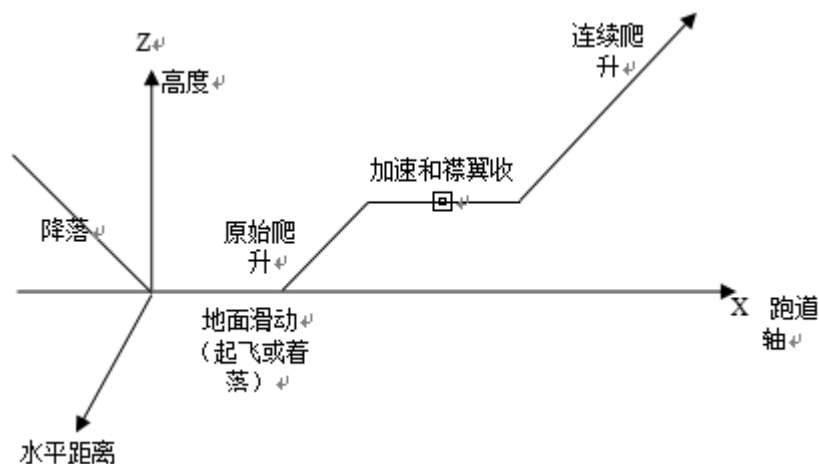 连续爬
升
Z
高度
加速和襟翼收
降落
原始爬
升
X 跑道
轴
地面滑动
（起飞或着
落）
水平距离